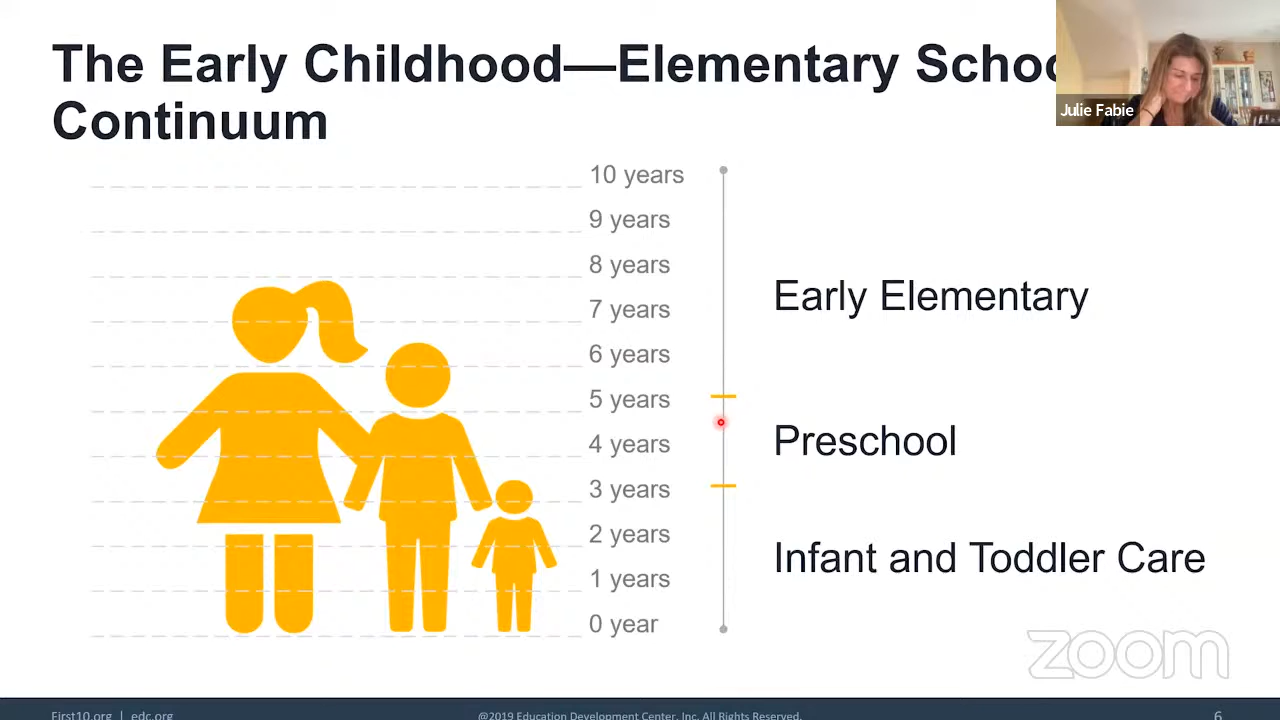 The Early Childhood—Elementary Schoo
Continuum
Julie Fabie
10 years
9 years
8 years
7 years
6 years
5 years
4 years
3 years
2 years
1 years
0 year
Early Elementary
Preschool
Infant and Toddler Care
zoom
First10.org | edc.org
@2019 Education Development Center, Inc. All Rights Reserved.
6